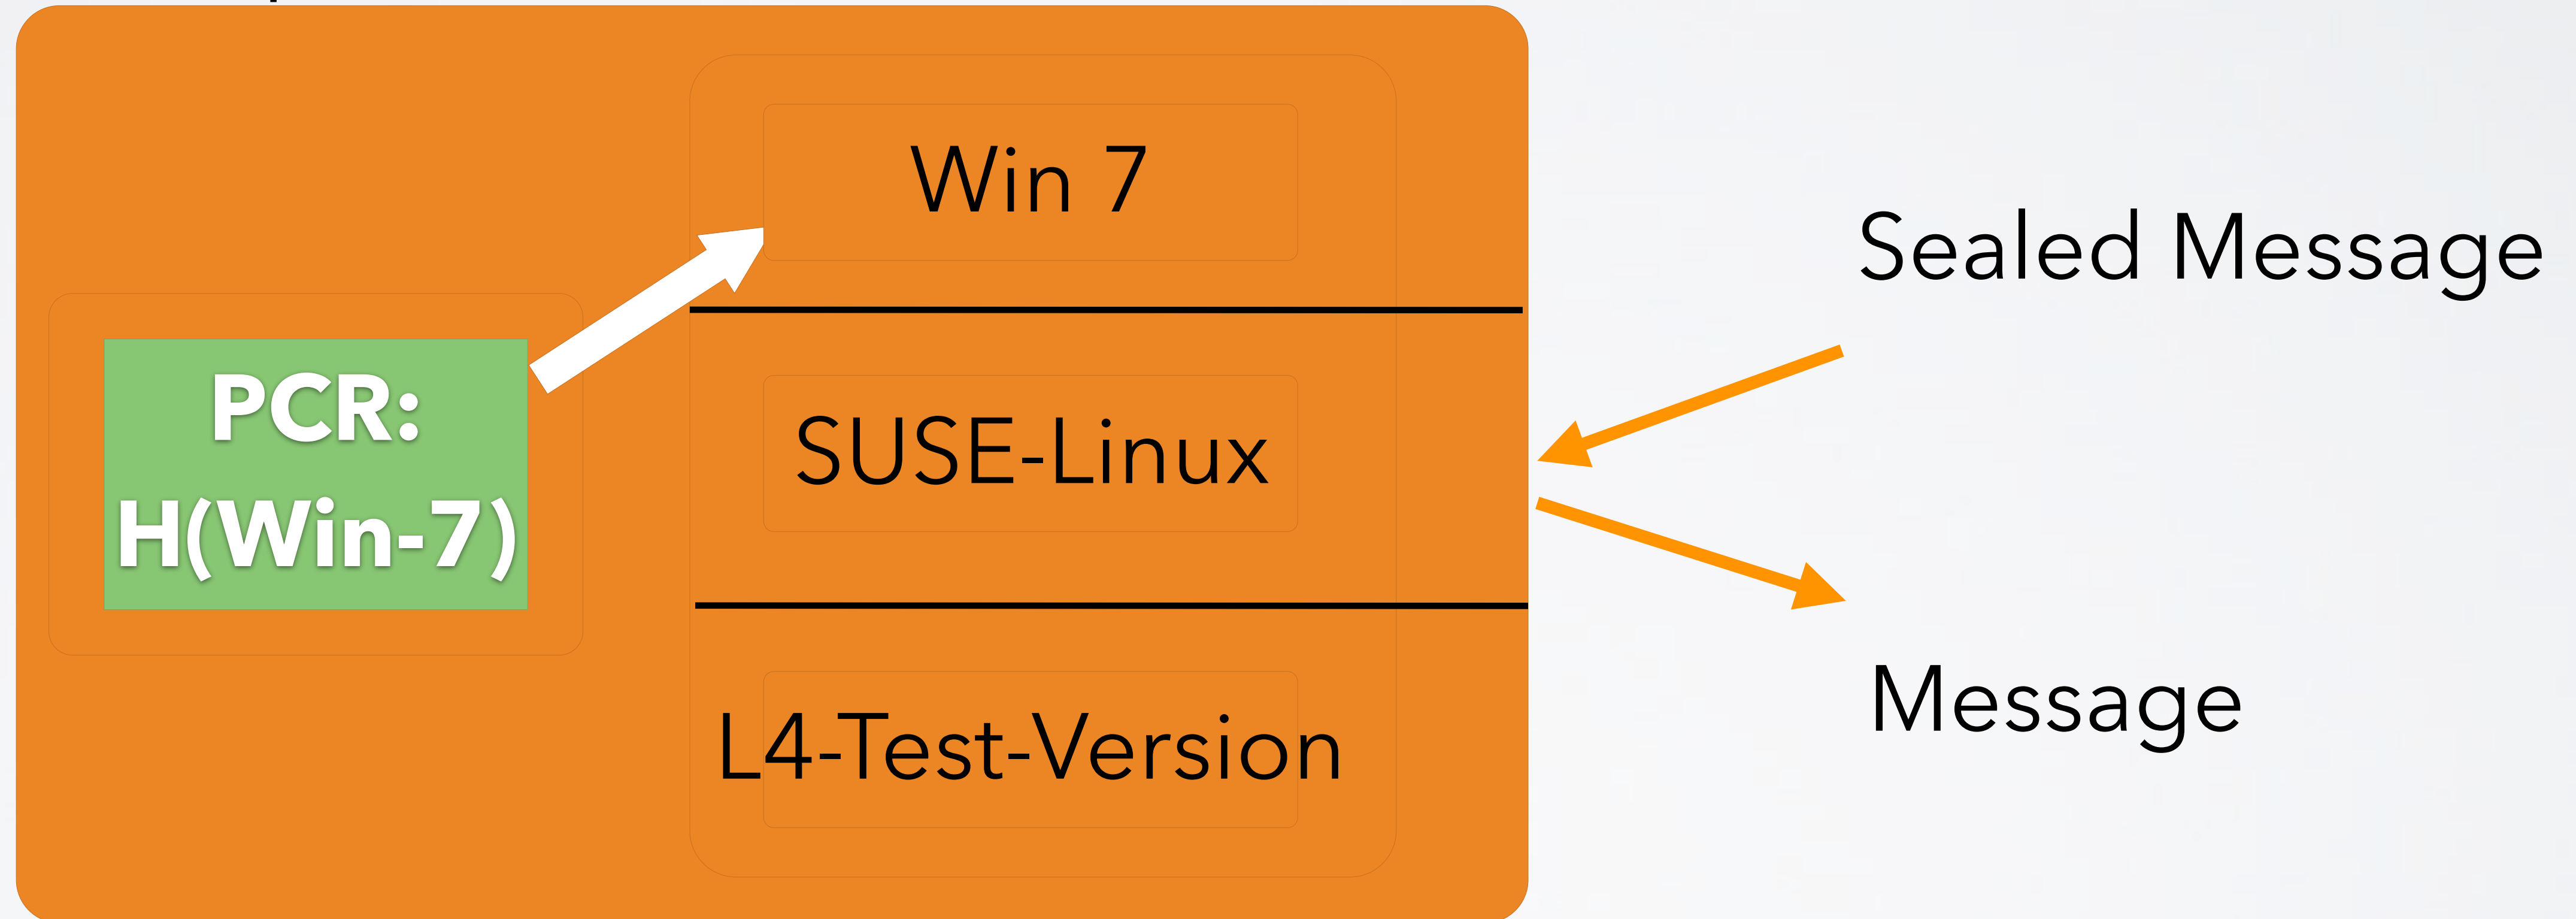 Win 7
PCR:
H(Win-7)
SUSE-Linux
L4-Test-Version
Sealed Message
Message